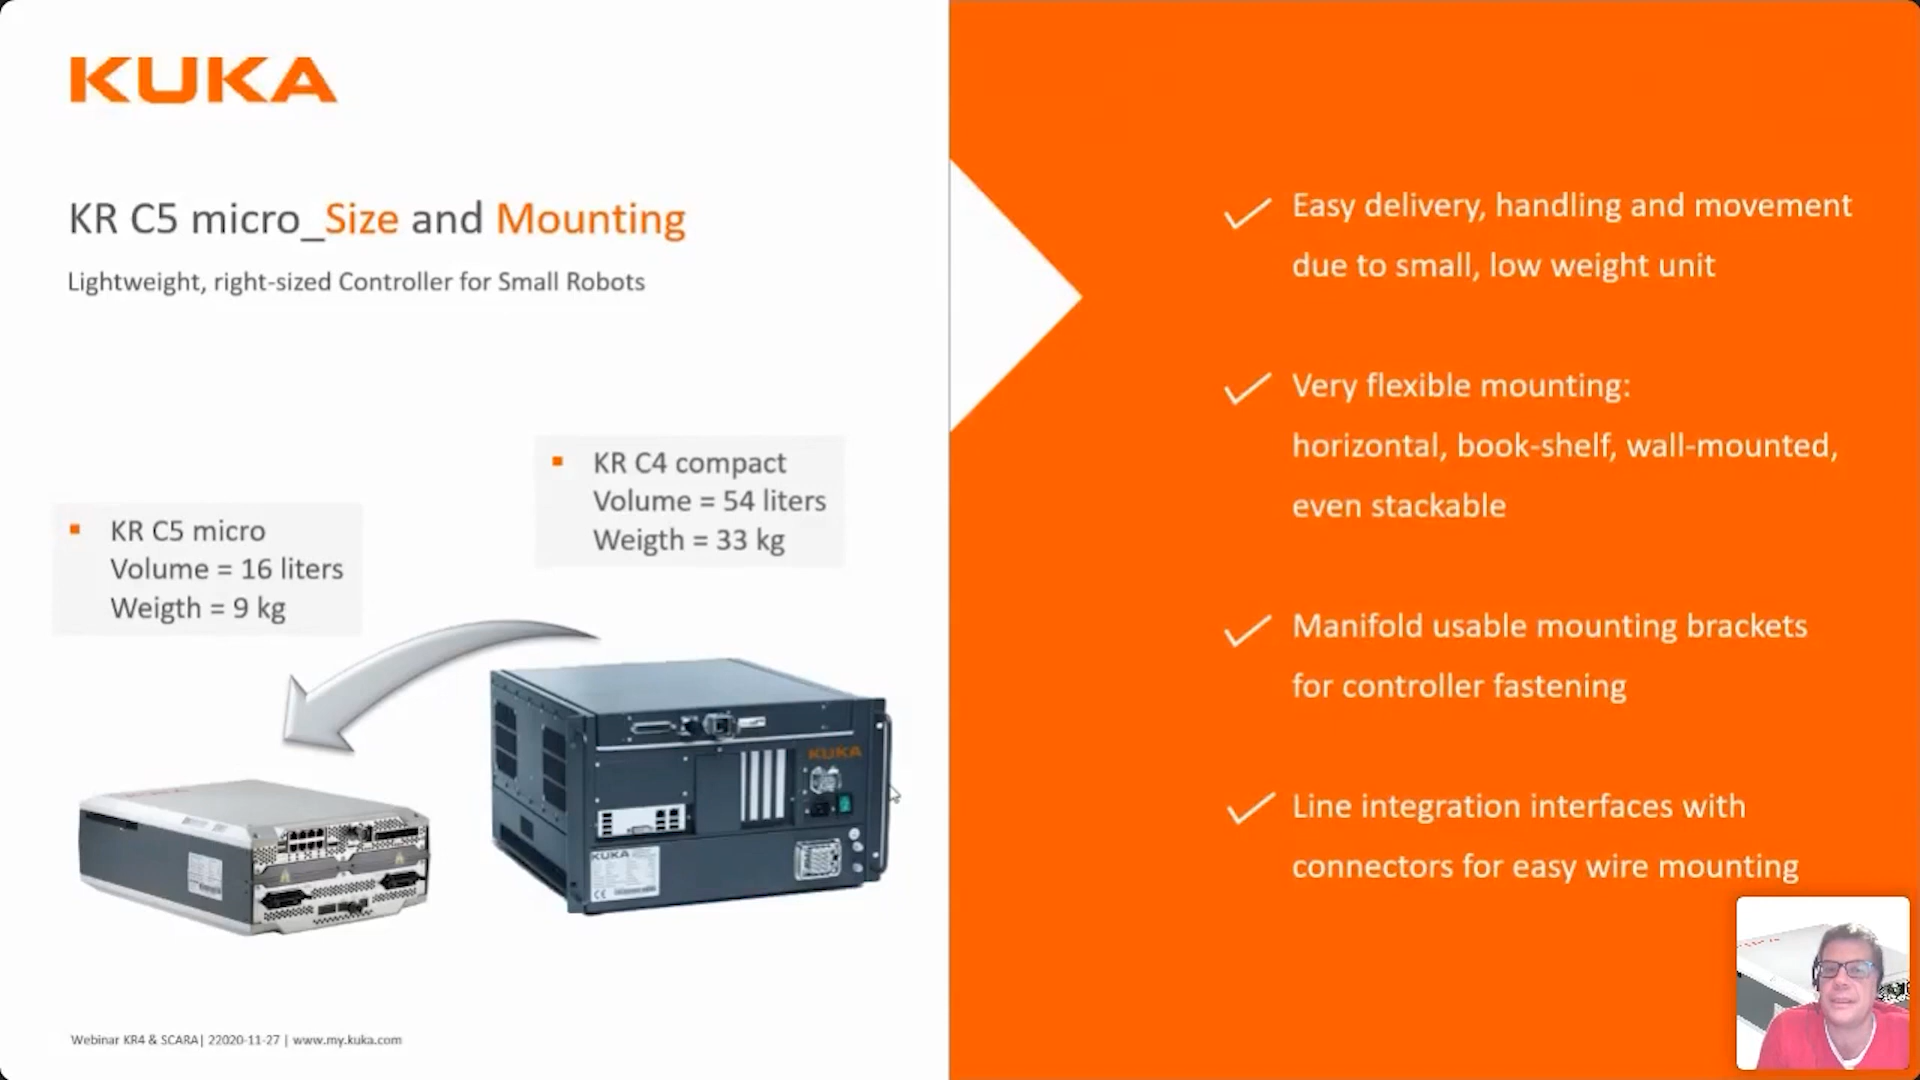 KUKA
KR C5 micro_Size and Mounting
Lightweight, right-sized Controller for Small Robots
KR C4 compact
Volume = 54 liters
Weigth = 33 kg
KR C5 micro
Volume = 16 liters
Weigth = 9 kg
KUKA
KUKA
Easy delivery, handling and movement
due to small, low weight unit
Very flexible mounting:
horizontal, book-shelf, wall-mounted,
even stackable
Manifold usable mounting brackets
for controller fastening
Line integration interfaces with
connectors for easy wire mounting
Webinar KR4 & SCARA| 22020-11-27 | www.my.kuka.com